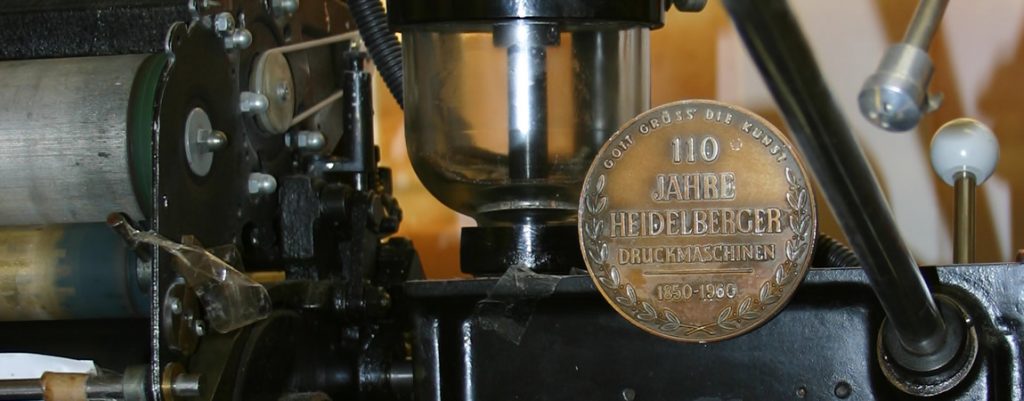 GOTT GRÜSS' DIE KUNST
110
JAHRE
HEIDELBERGER
DRUCKMASCHINEN
1850-1960